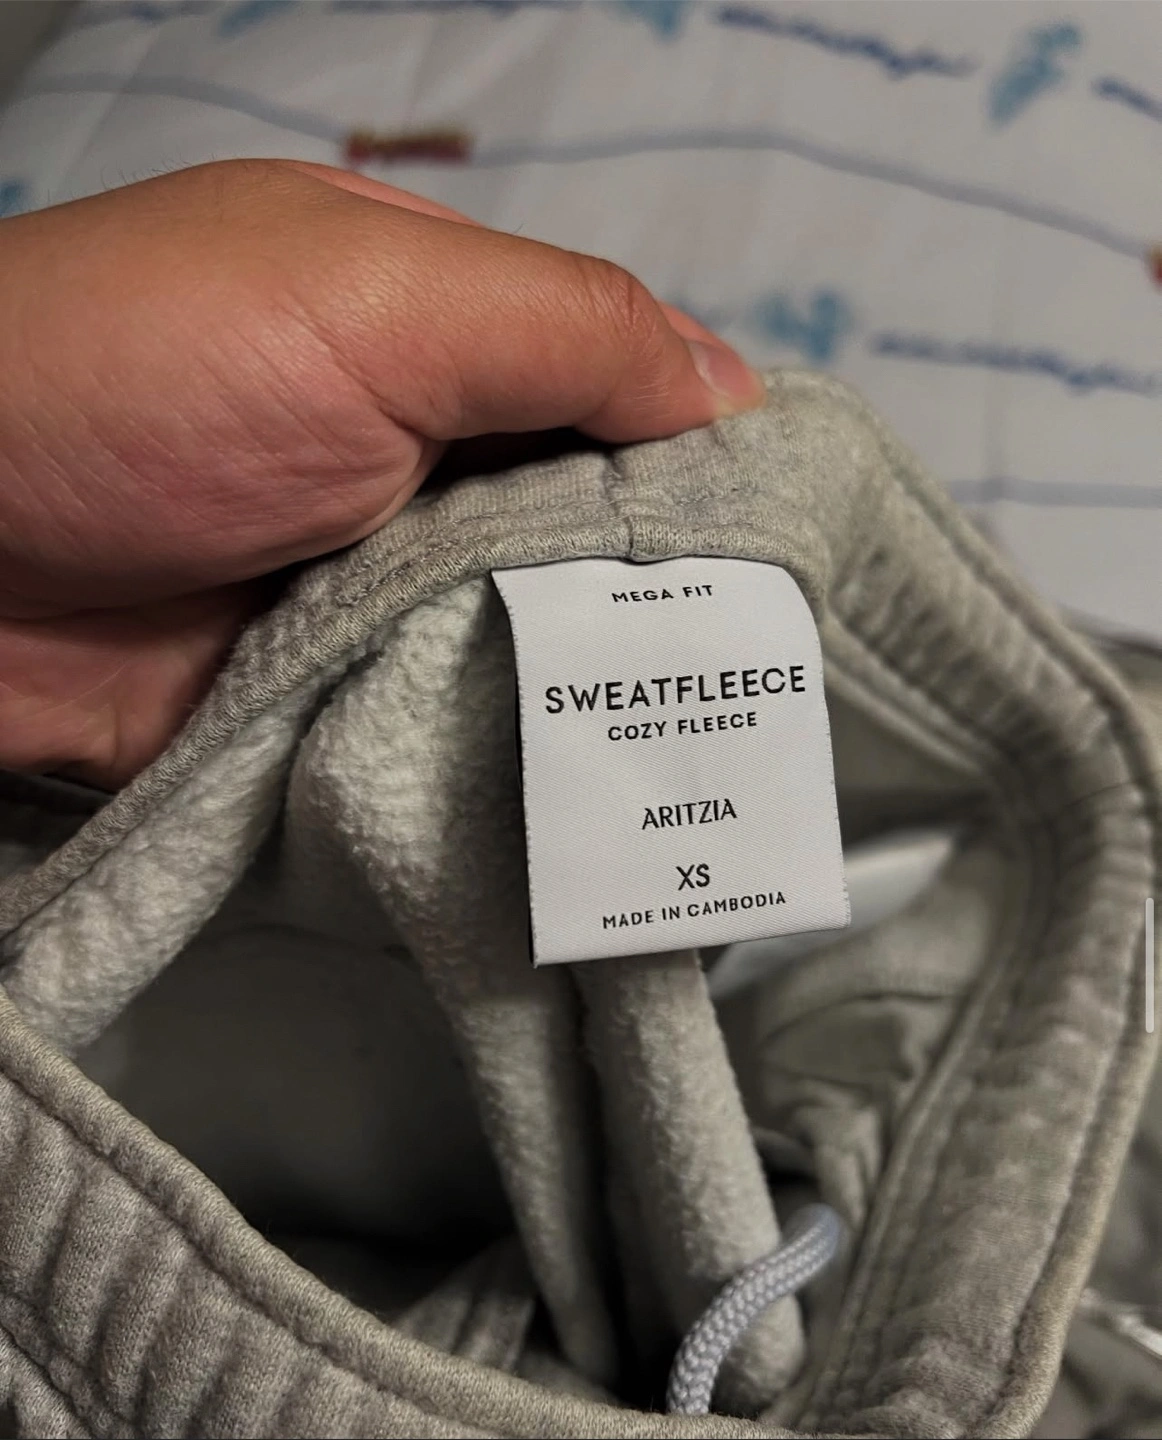 MEGA FIT
SWEATFLEECE
COZY FLEECE
ARITZIA
XS
MADE IN CAMBODIA